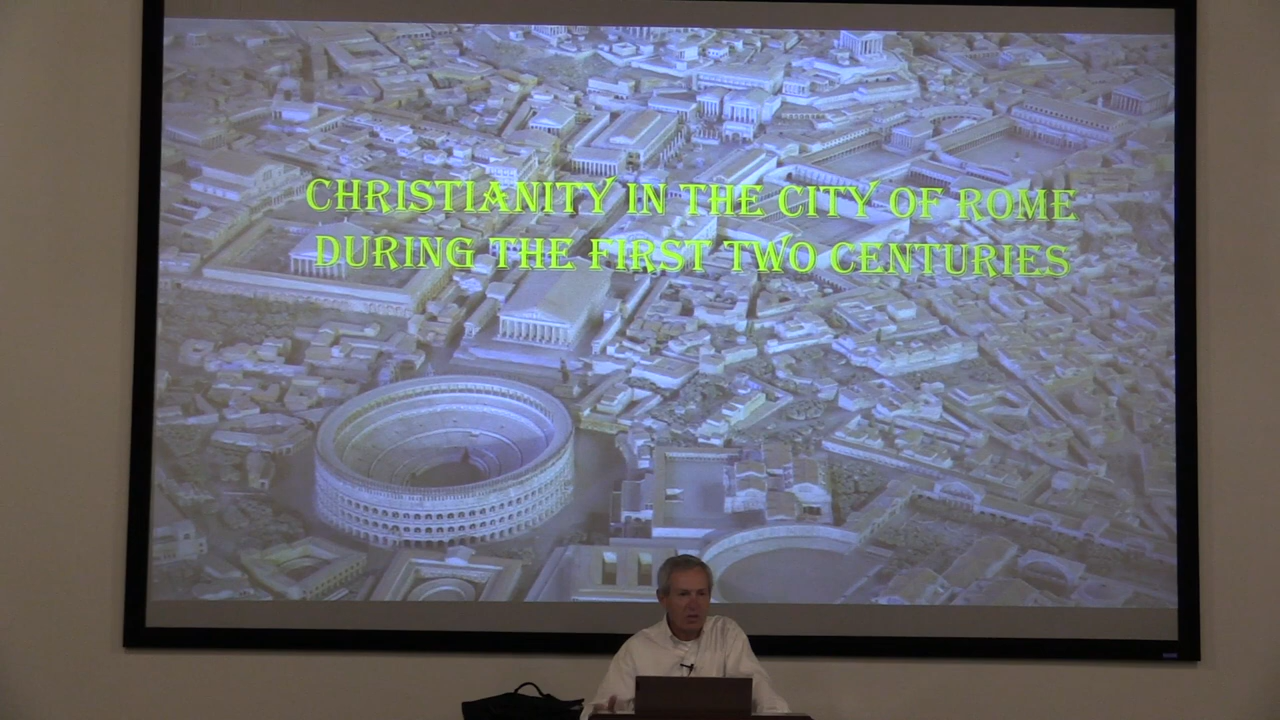 CHRISTIANITY IN THE CITY OF ROME
DURING THE FIRST TWO CENTURIES